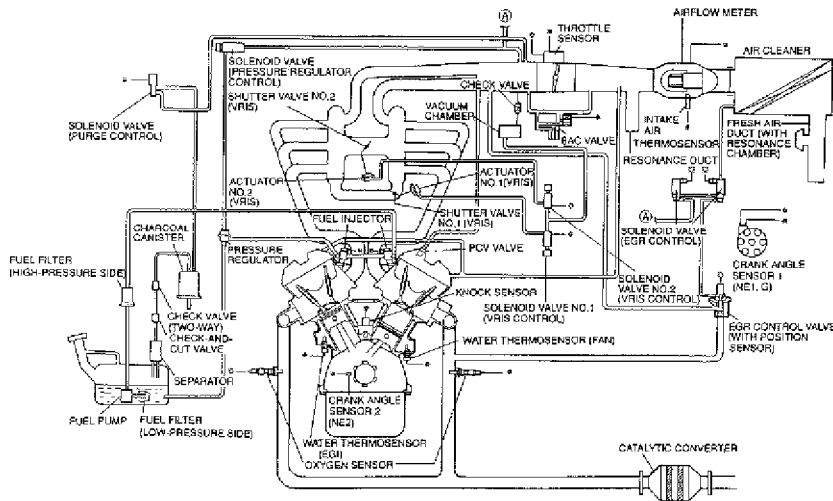 A
THROTTLE
SENSOR
AIRFLOW METER
AIR CLEANER
SOLENOID VALVE
(PRESSURE REGULATOR
CONTROL)
SHUTTER VALVE NO.2
(VRIS)
CHECK VALVE
VACUUM
CHAMBER
BAC VALVE
INTAKE
AIR
THERMOSENSOR
FRESH AIR
DUCT (WITH
RESONANCE
CHAMBER)
SOLENOID VALVE
(PURGE CONTROL)
RESONANCE DUCT
ACTUATOR
NO.2
(VRIS)
ACTUATOR
NO.1 (VRIS)
SHUTTER VALVE
NO.1 (VRIS)
A
SOLENOID VALVE
(EGR CONTROL)
CHARCOAL
CANISTER
FUEL INJECTOR
FUEL FILTER
(HIGH-PRESSURE SIDE)
PRESSURE
REGULATOR
PCV VALVE
SOLENOID
VALVE NO.2
(VRIS CONTROL)
CRANK ANGLE
SENSOR 1
(NE1, G)
KNOCK SENSOR
SOLENOID VALVE NO.1
(VRIS CONTROL)
CHECK VALVE
(TWO-WAY)
CHECK-AND-
CUT VALVE
EGR CONTROL VALVE
(WITH POSITION
SENSOR)
WATER THERMOSENSOR (FAN)
SEPARATOR
CRANK ANGLE
SENSOR 2
(NE2)
FUEL PUMP
FUEL FILTER
(LOW-PRESSURE SIDE)
WATER THERMOSENSOR
(EGI)
OXYGEN SENSOR
CATALYTIC CONVERTER